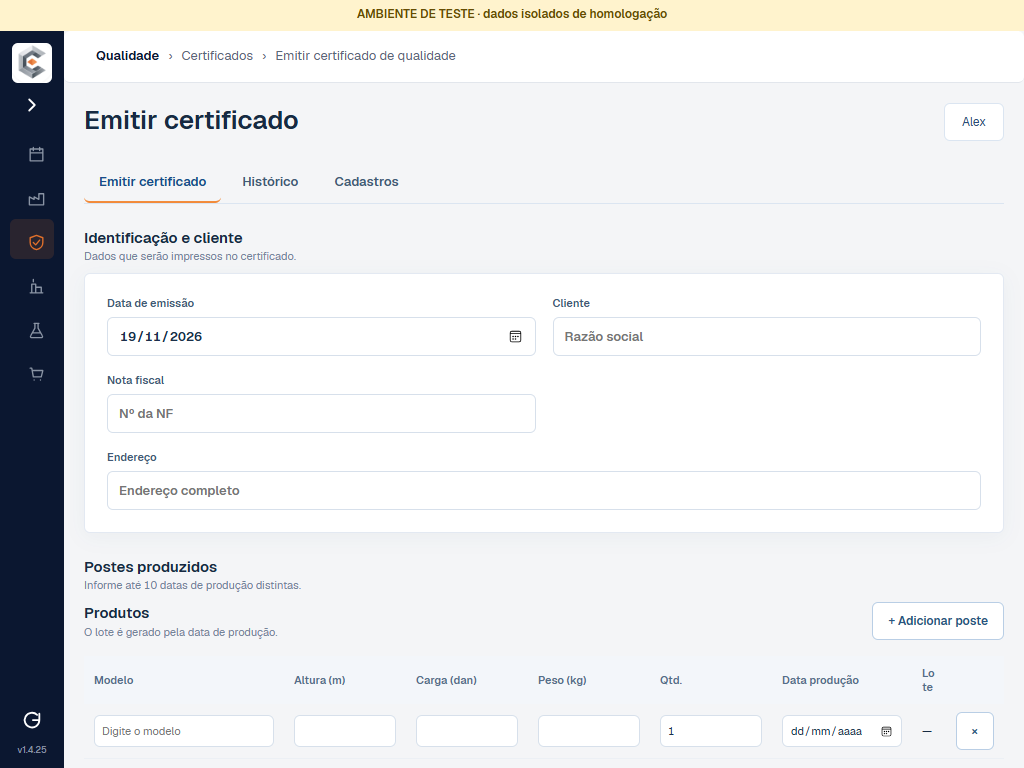 AMBIENTE DE TESTE · dados isolados de homologação
Qualidade › Certificados › Emitir certificado de qualidade
Emitir certificado
Alex
Emitir certificado
Histórico
Cadastros
Identificação e cliente
Dados que serão impressos no certificado.
Data de emissão
Cliente
19/11/2026
Razão social
Nota fiscal
Nº da NF
Endereço
Endereço completo
Postes produzidos
Informe até 10 datas de produção distintas.
Produtos
O lote é gerado pela data de produção.
+ Adicionar poste
Modelo
Altura (m)
Carga (dan)
Peso (kg)
Qtd.
Data produção
Lo
te
Digite o modelo
1
dd/mm/aaaa
—
×
v1.4.25